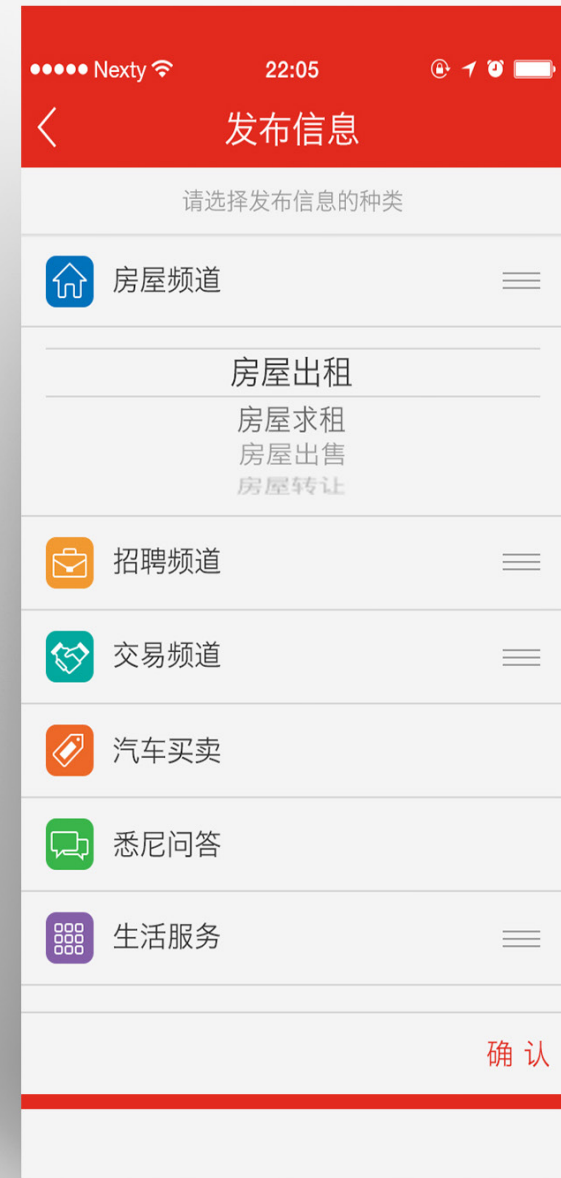 Nexty 22:05
发布信息
请选择发布信息的种类
房屋频道
房屋出租
房屋求租
房屋出售
房屋转让
招聘频道
交易频道
汽车买卖
悉尼问答
生活服务
确认